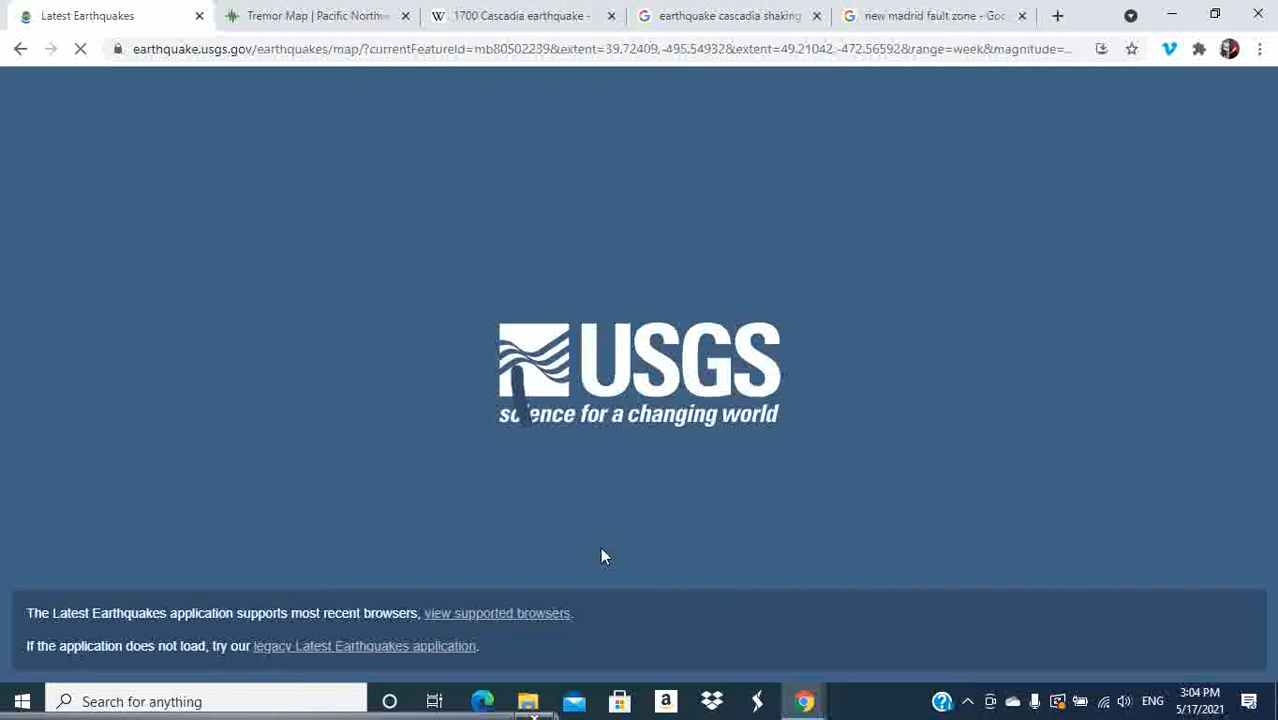 Latest Earthquakes
Tremor Map | Pacific Northw
1700 Cascadia earthquake -
earthquake cascadia shaking
new madrid fault zone - Goo
earthquake.usgs.gov/earthquakes/map/?currentFeatureId=mb80502239&extent=39.72409,-495.54932&extent=49.21042,-472.56592&range=week&magnitude=...
USGS
science for a changing world
The Latest Earthquakes application supports most recent browsers, view supported browsers.
If the application does not load, try our legacy Latest Earthquakes application.
Search for anything
ENG
3:04 PM
5/17/2021